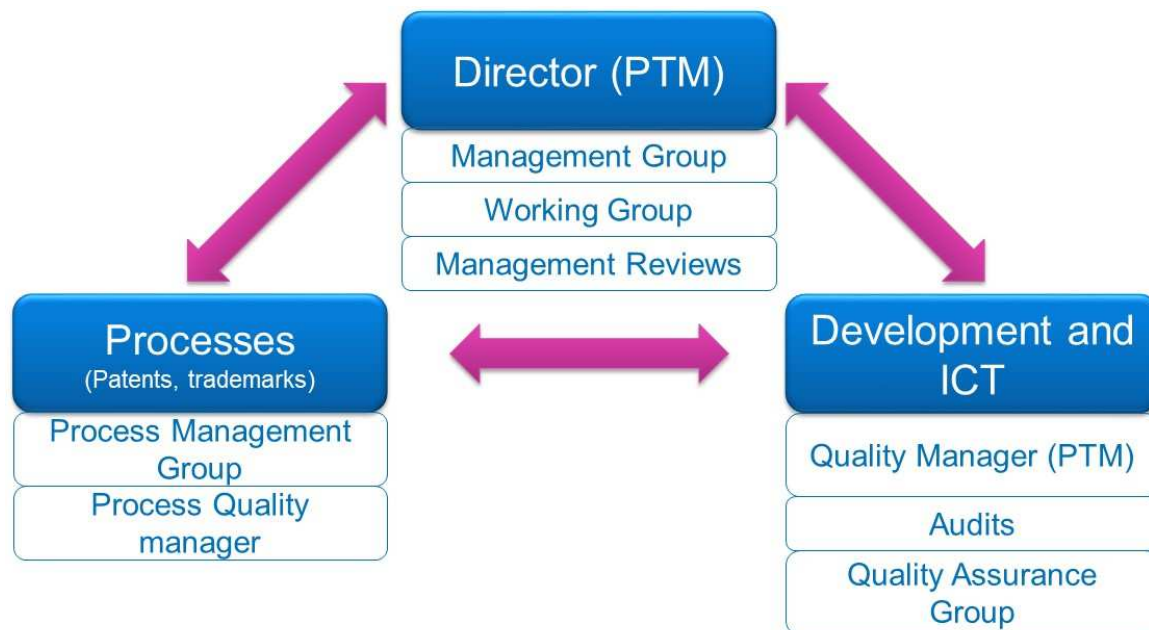 Director (PTM)
Management Group
Working Group
Management Reviews
Processes
(Patents, trademarks)
Process Management
Group
Process Quality
manager
Development and
ICT
Quality Manager (PTM)
Audits
Quality Assurance
Group